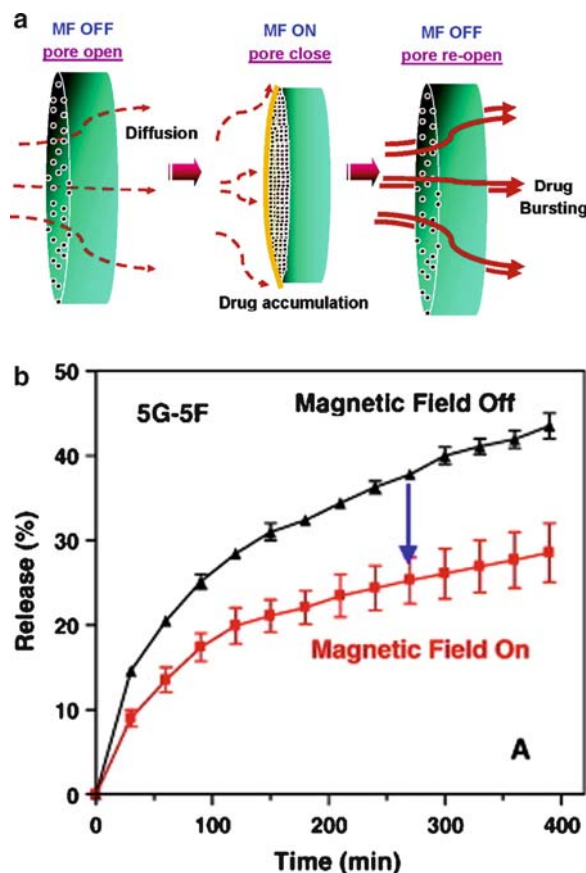 a
MF OFF
pore open
MF ON
pore close
MF OFF
pore re-open
Diffusion
Drug accumulation
Drug
Bursting
b
50
40
30
20
10
0
Release (%)
5G-5F
Magnetic Field Off
Magnetic Field On
A
0
100
200
300
400
Time (min)